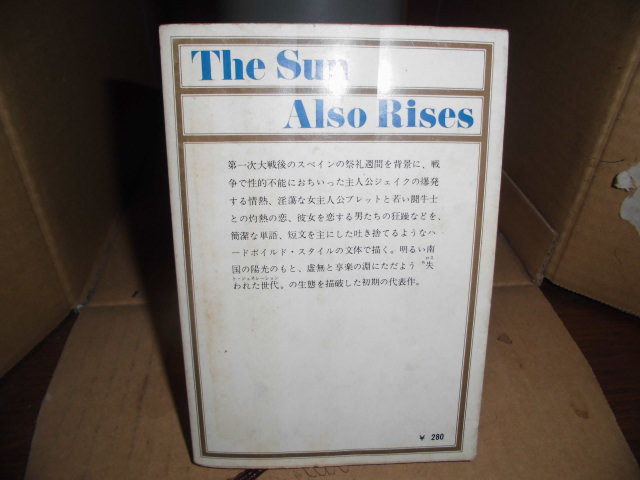 The Sun
Also Rises
第一次大戦後のスペインの祭礼週間を背景に、戦
争で性的不能におちいった主人公ジェイクの爆発
する情熱、淫蕩な女主人公ブレットと若い闘牛士
との灼熱の恋、彼女を恋する男たちの狂躁などを、
簡潔な単語、短文を主にした吐き捨てるようなハ
ードボイルド・スタイルの文体で描く。明るい南
国の陽光のもと、虚無と享楽の淵にただよう“失
われた世代〟の生態を描破した初期の代表作。
¥ 280